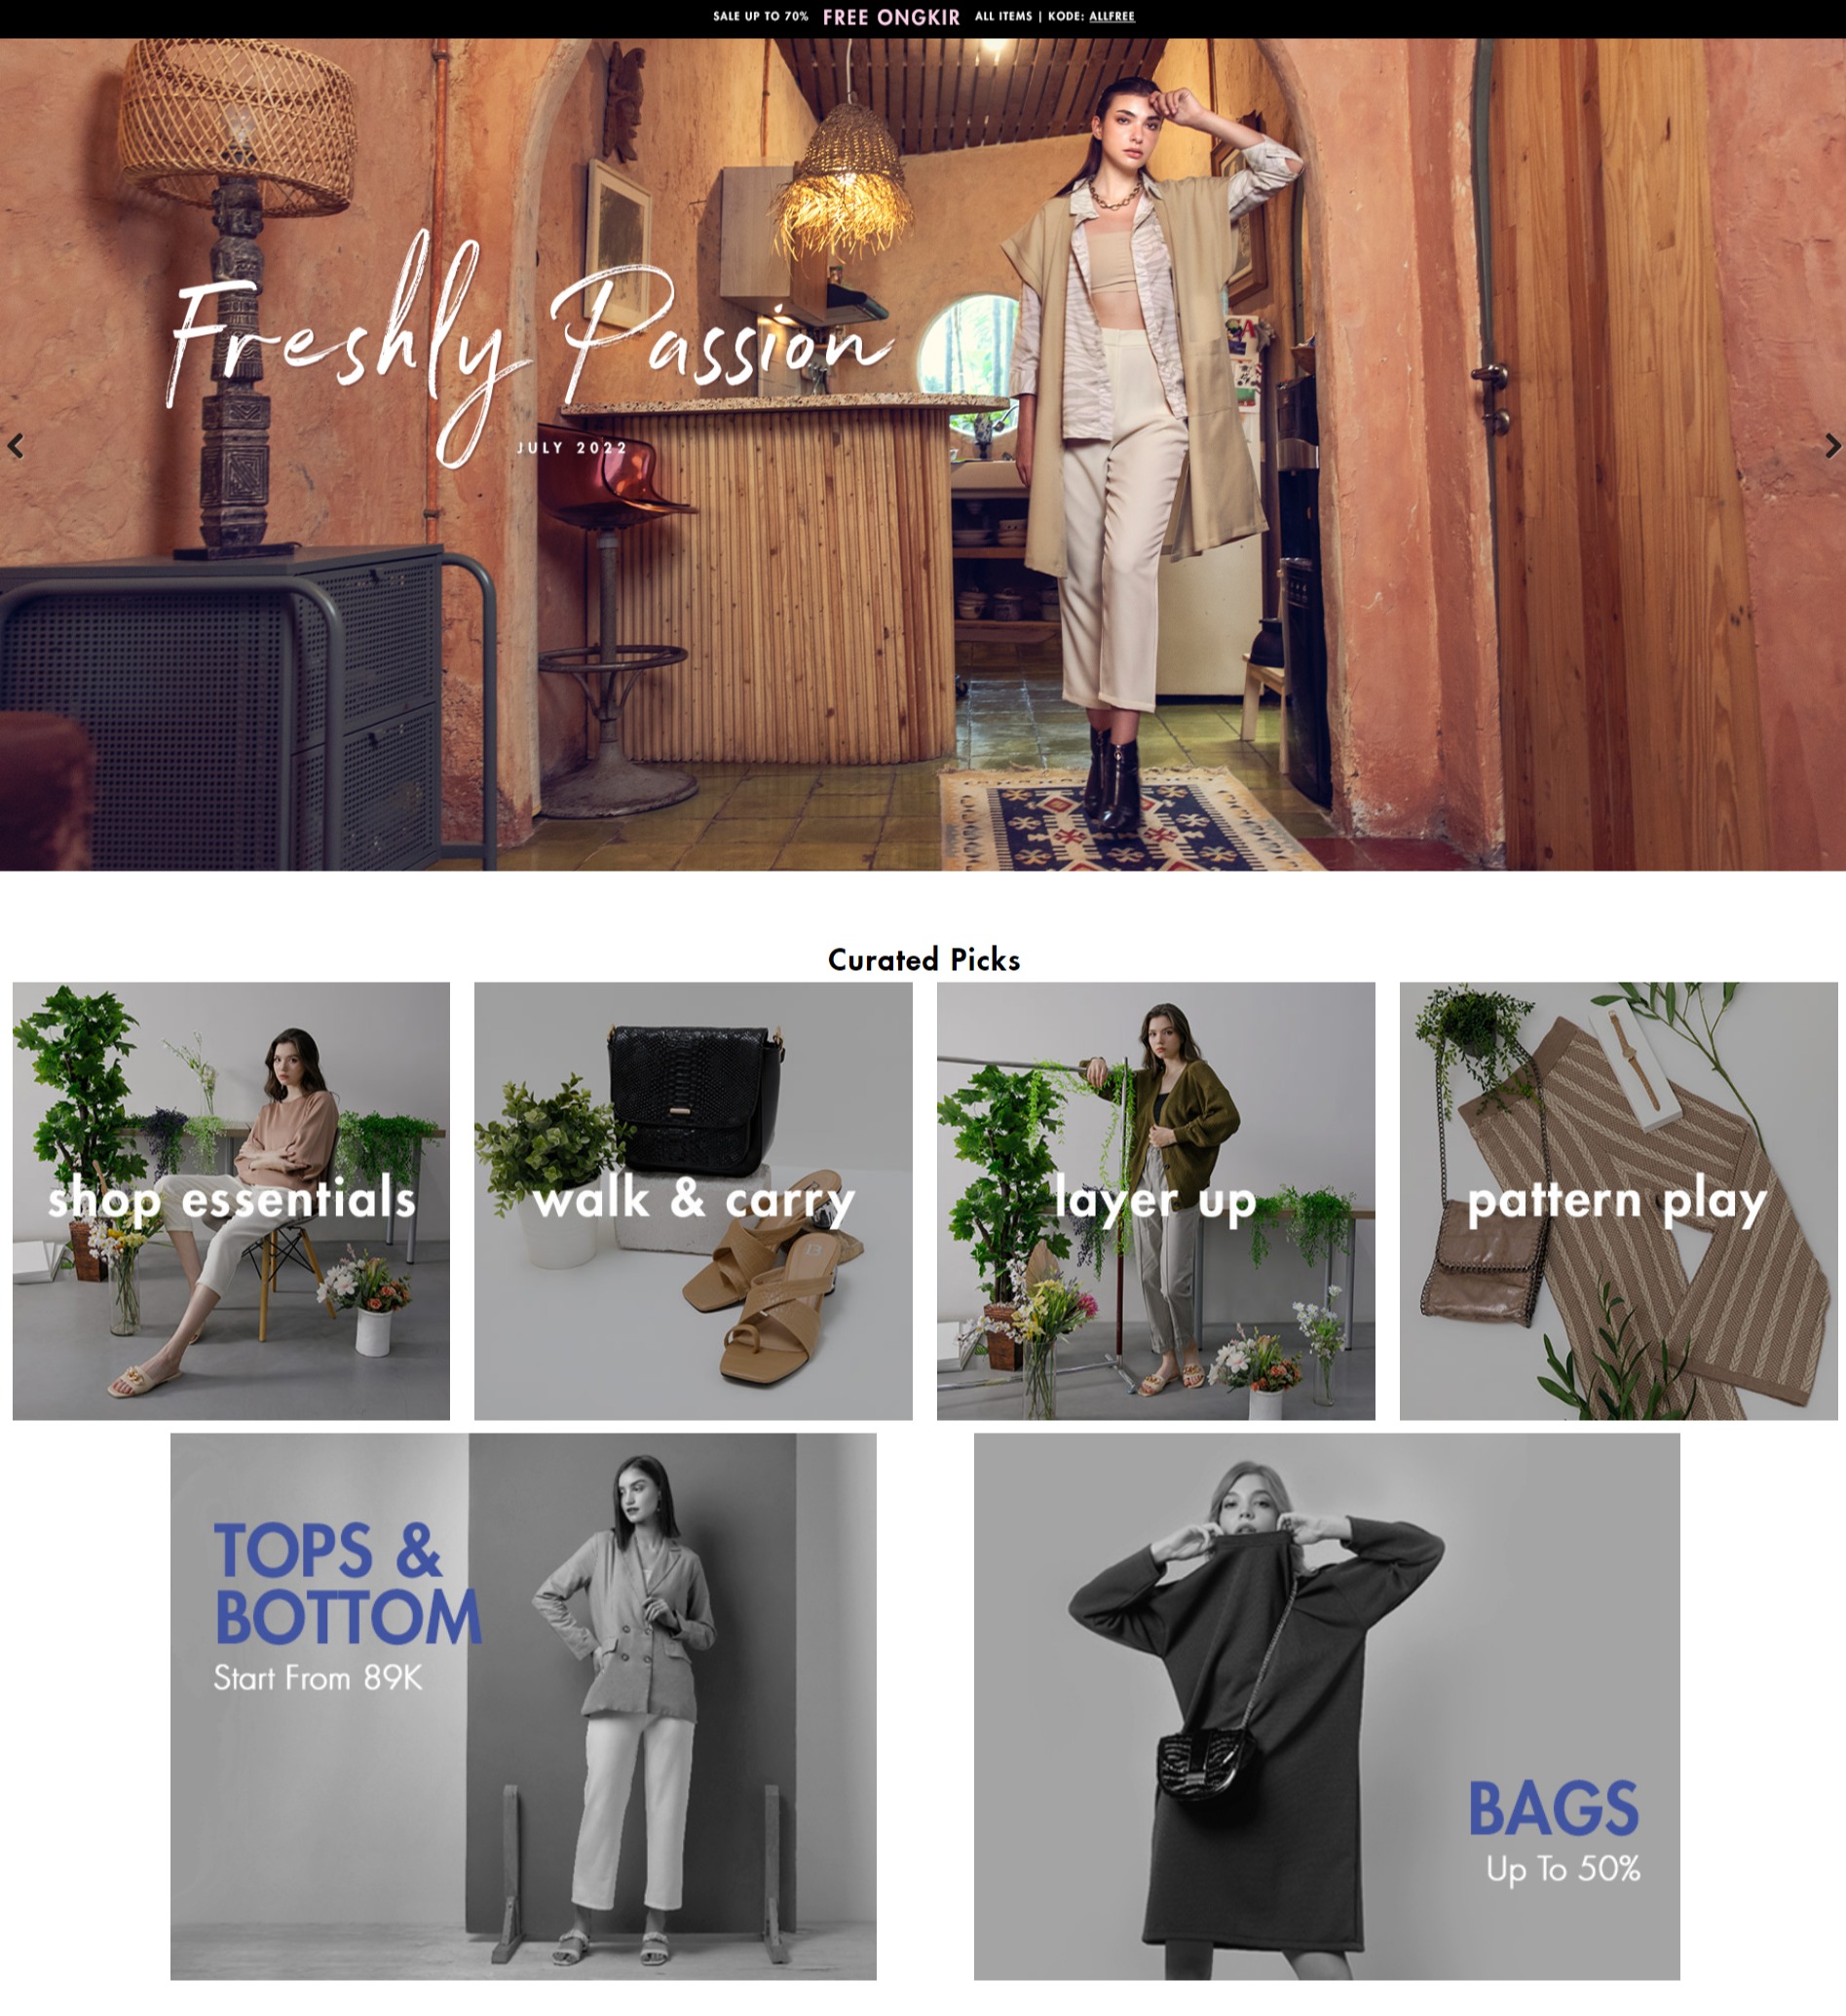 SALE UP TO 70% FREE ONGKIR ALL ITEMS | KODE: ALLFREE
Freshly Passion
JULY 2022
Curated Picks
shop essentials
walk & carry
layer up
pattern play
TOPS &
BOTTOM
Start From 89K
BAGS
Up To 50%